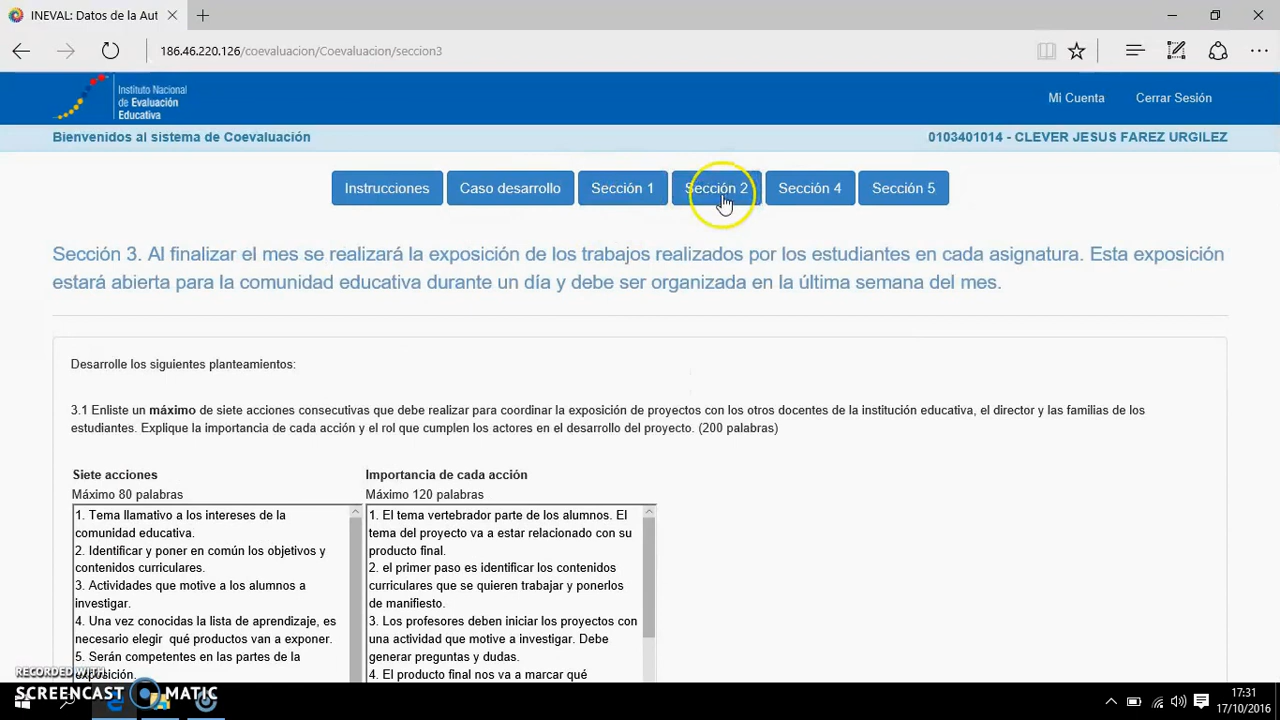 INEVAL: Datos de la Aut
186.46.220.126/coevaluacion/Coevaluacion/seccion3
Instituto Nacional
de Evaluación
Educativa
Mi Cuenta
Cerrar Sesión
Bienvenidos al sistema de Coevaluación
0103401014 - CLEVER JESUS FAREZ URGILEZ
Instrucciones
Caso desarrollo
Sección 1
Sección 2
Sección 4
Sección 5
Sección 3. Al finalizar el mes se realizará la exposición de los trabajos realizados por los estudiantes en cada asignatura. Esta exposición
estará abierta para la comunidad educativa durante un día y debe ser organizada en la última semana del mes.
Desarrolle los siguientes planteamientos:
3.1 Enliste un máximo de siete acciones consecutivas que debe realizar para coordinar la exposición de proyectos con los otros docentes de la institución educativa, el director y las familias de los
estudiantes. Explique la importancia de cada acción y el rol que cumplen los actores en el desarrollo del proyecto. (200 palabras)
Siete acciones
Máximo 80 palabras
1. Tema llamativo a los intereses de la
comunidad educativa.
2. Identificar y poner en común los objetivos y
contenidos curriculares.
3. Actividades que motive a los alumnos a
investigar.
4. Una vez conocidas la lista de aprendizaje, es
necesario elegir qué productos van a exponer.
5. Serán competentes en las partes de la
exposición.
Importancia de cada acción
Máximo 120 palabras
1. El tema vertebrador parte de los alumnos. El
tema del proyecto va a estar relacionado con su
producto final.
2. el primer paso es identificar los contenidos
curriculares que se quieren trabajar y ponerlos
de manifiesto.
3. Los profesores deben iniciar los proyectos con
una actividad que motive a investigar. Debe
generar preguntas y dudas.
4. El producto final nos va a marcar qué
RECORDED WITH
SCREENCAST MATIC
17:31
17/10/2016